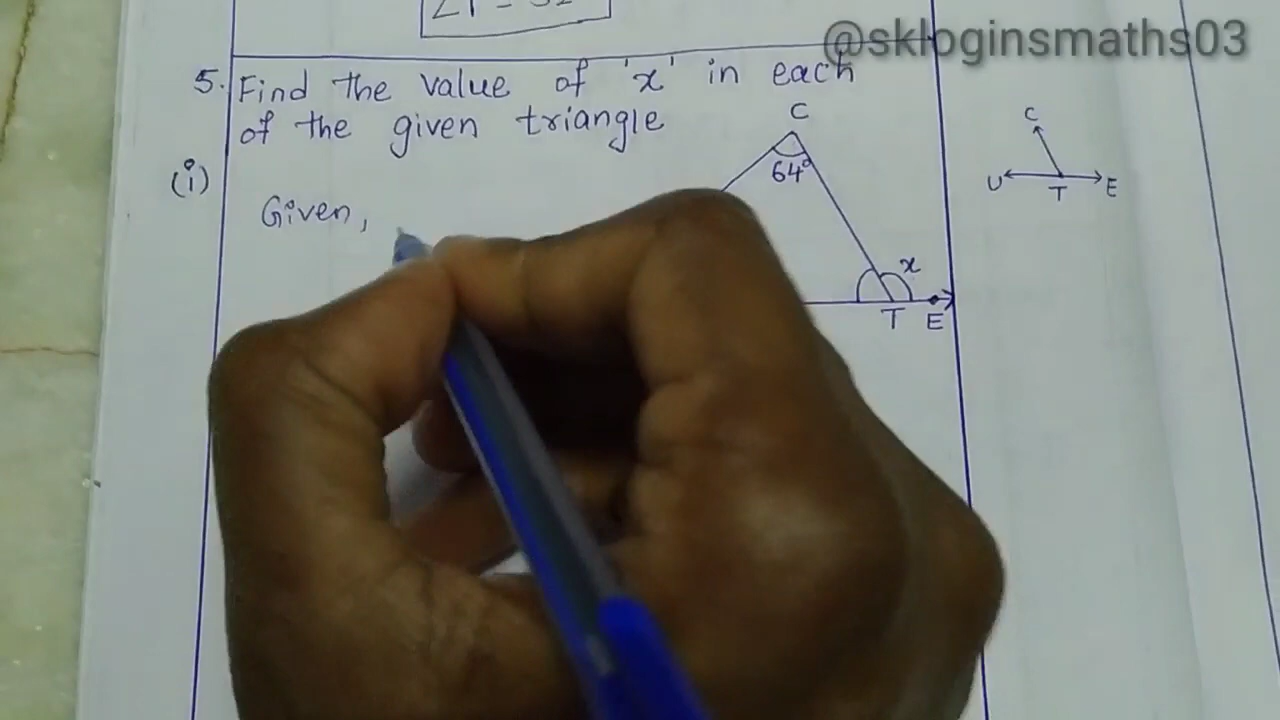 @skloginsmaths03
5. Find the value of 'x' in each
of the given triangle
(i)
Given,
C
64°
x
T E
C
U T E